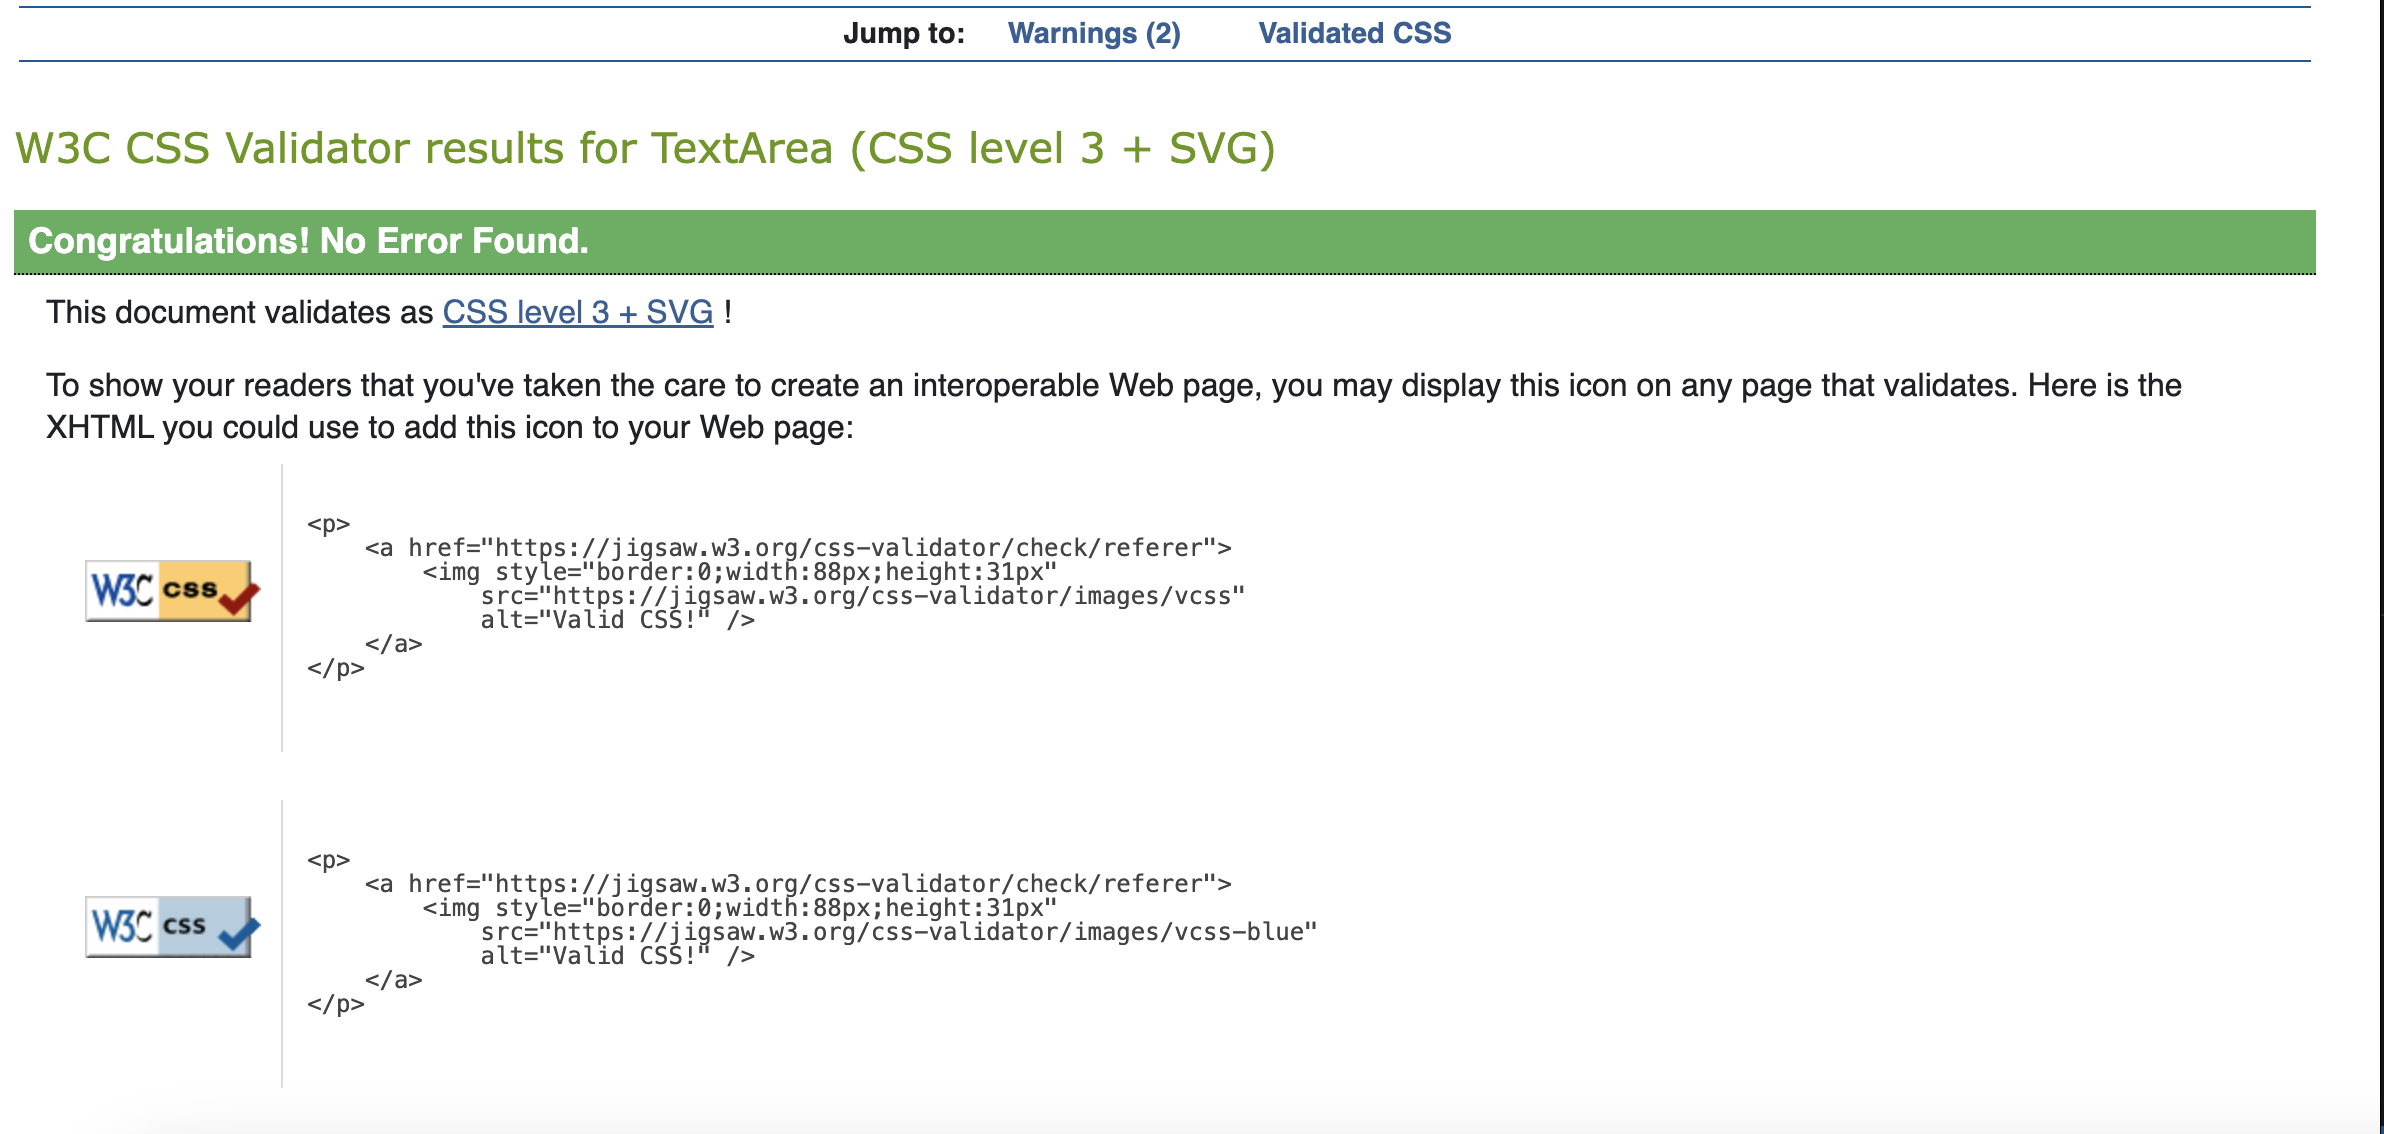 Jump to: Warnings (2) Validated CSS
W3C CSS Validator results for TextArea (CSS level 3 + SVG)
Congratulations! No Error Found.
This document validates as CSS level 3 + SVG !
To show your readers that you've taken the care to create an interoperable Web page, you may display this icon on any page that validates. Here is the
XHTML you could use to add this icon to your Web page:
W3C css
<p>
    <a href="https://jigsaw.w3.org/css-validator/check/referer">
        <img style="border:0;width:88px;height:31px"
            src="https://jigsaw.w3.org/css-validator/images/vcss"
            alt="Valid CSS!" />
    </a>
</p>
W3C css
<p>
    <a href="https://jigsaw.w3.org/css-validator/check/referer">
        <img style="border:0;width:88px;height:31px"
            src="https://jigsaw.w3.org/css-validator/images/vcss-blue"
            alt="Valid CSS!" />
    </a>
</p>